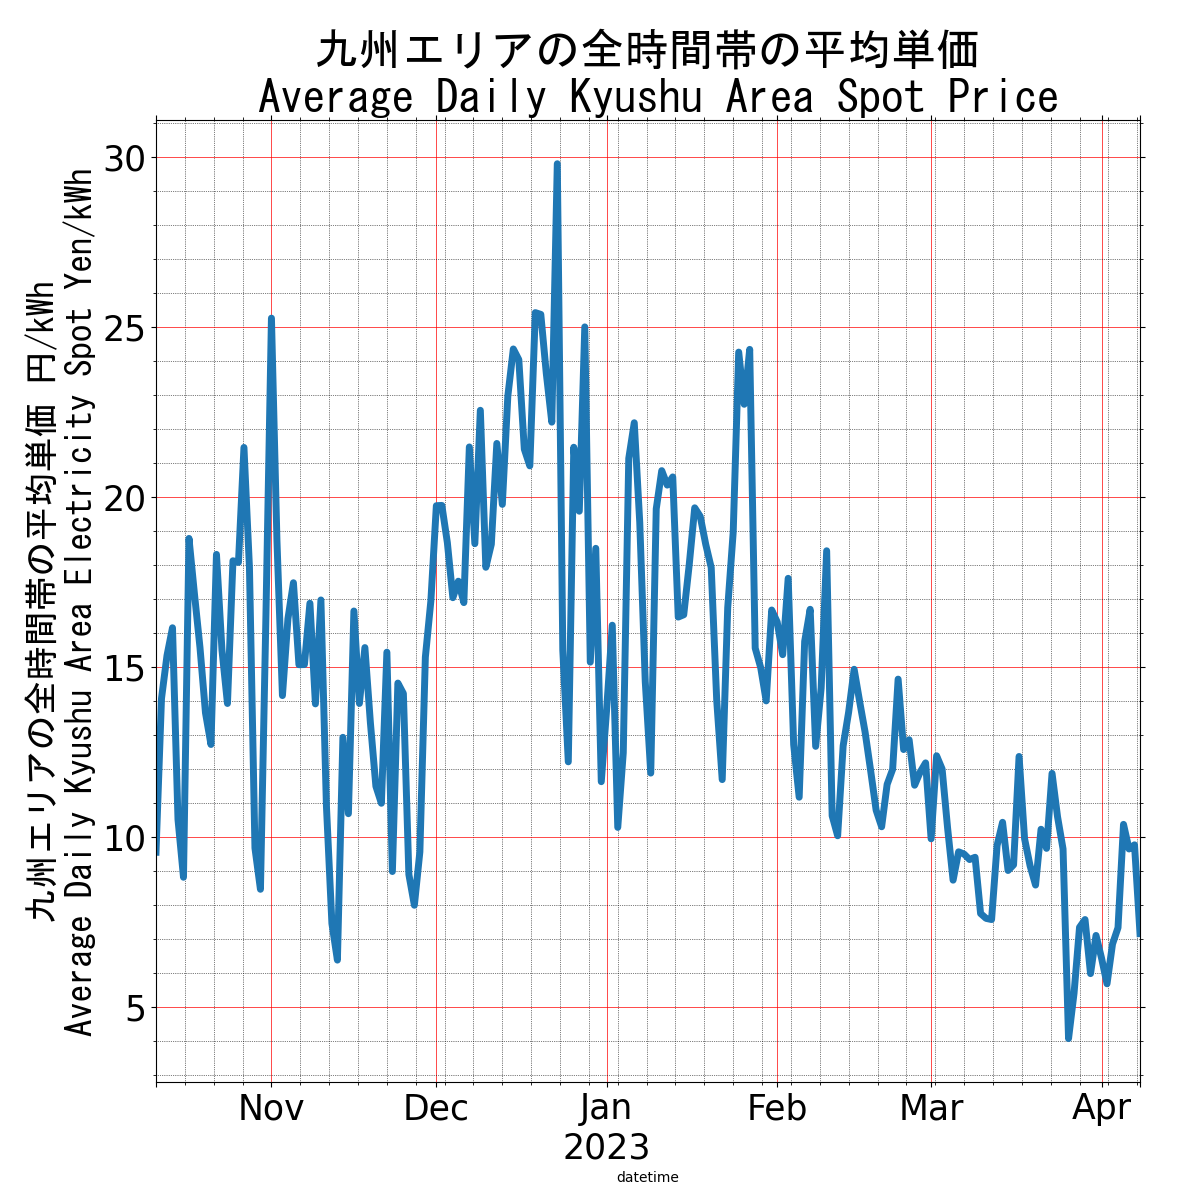 九州エリアの全時間帯の平均単価
Average Daily Kyushu Area Spot Price
九州エリアの全時間帯の平均単価 円/kWh
Average Daily Kyushu Area Electricity Spot Yen/kWh
30
25
20
15
10
5
Nov
Dec
Jan
2023
Feb
Mar
Apr
datetime